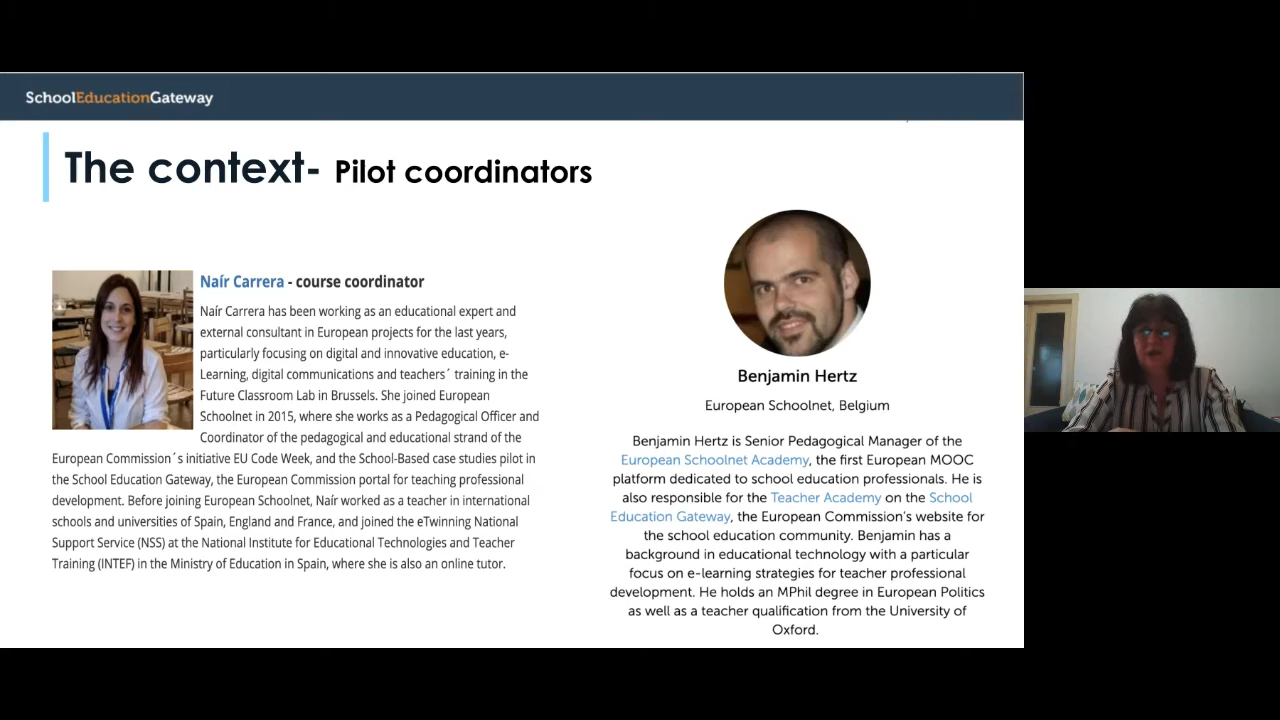 SchoolEducationGateway
The context- Pilot coordinators
Naír Carrera - course coordinator
Naír Carrera has been working as an educational expert and
external consultant in European projects for the last years,
particularly focusing on digital and innovative education, e-
Learning, digital communications and teachers´ training in the
Future Classroom Lab in Brussels. She joined European
Schoolnet in 2015, where she works as a Pedagogical Officer and
Coordinator of the pedagogical and educational strand of the
European Commission´s initiative EU Code Week, and the School-Based case studies pilot in
the School Education Gateway, the European Commission portal for teaching professional
development. Before joining European Schoolnet, Naír worked as a teacher in international
schools and universities of Spain, England and France, and joined the eTwinning National
Support Service (NSS) at the National Institute for Educational Technologies and Teacher
Training (INTEF) in the Ministry of Education in Spain, where she is also an online tutor.
Benjamin Hertz
European Schoolnet, Belgium
Benjamin Hertz is Senior Pedagogical Manager of the
European Schoolnet Academy, the first European MOOC
platform dedicated to school education professionals. He is
also responsible for the Teacher Academy on the School
Education Gateway, the European Commission's website for
the school education community. Benjamin has a
background in educational technology with a particular
focus on e-learning strategies for teacher professional
development. He holds an MPhil degree in European Politics
as well as a teacher qualification from the University of
Oxford.